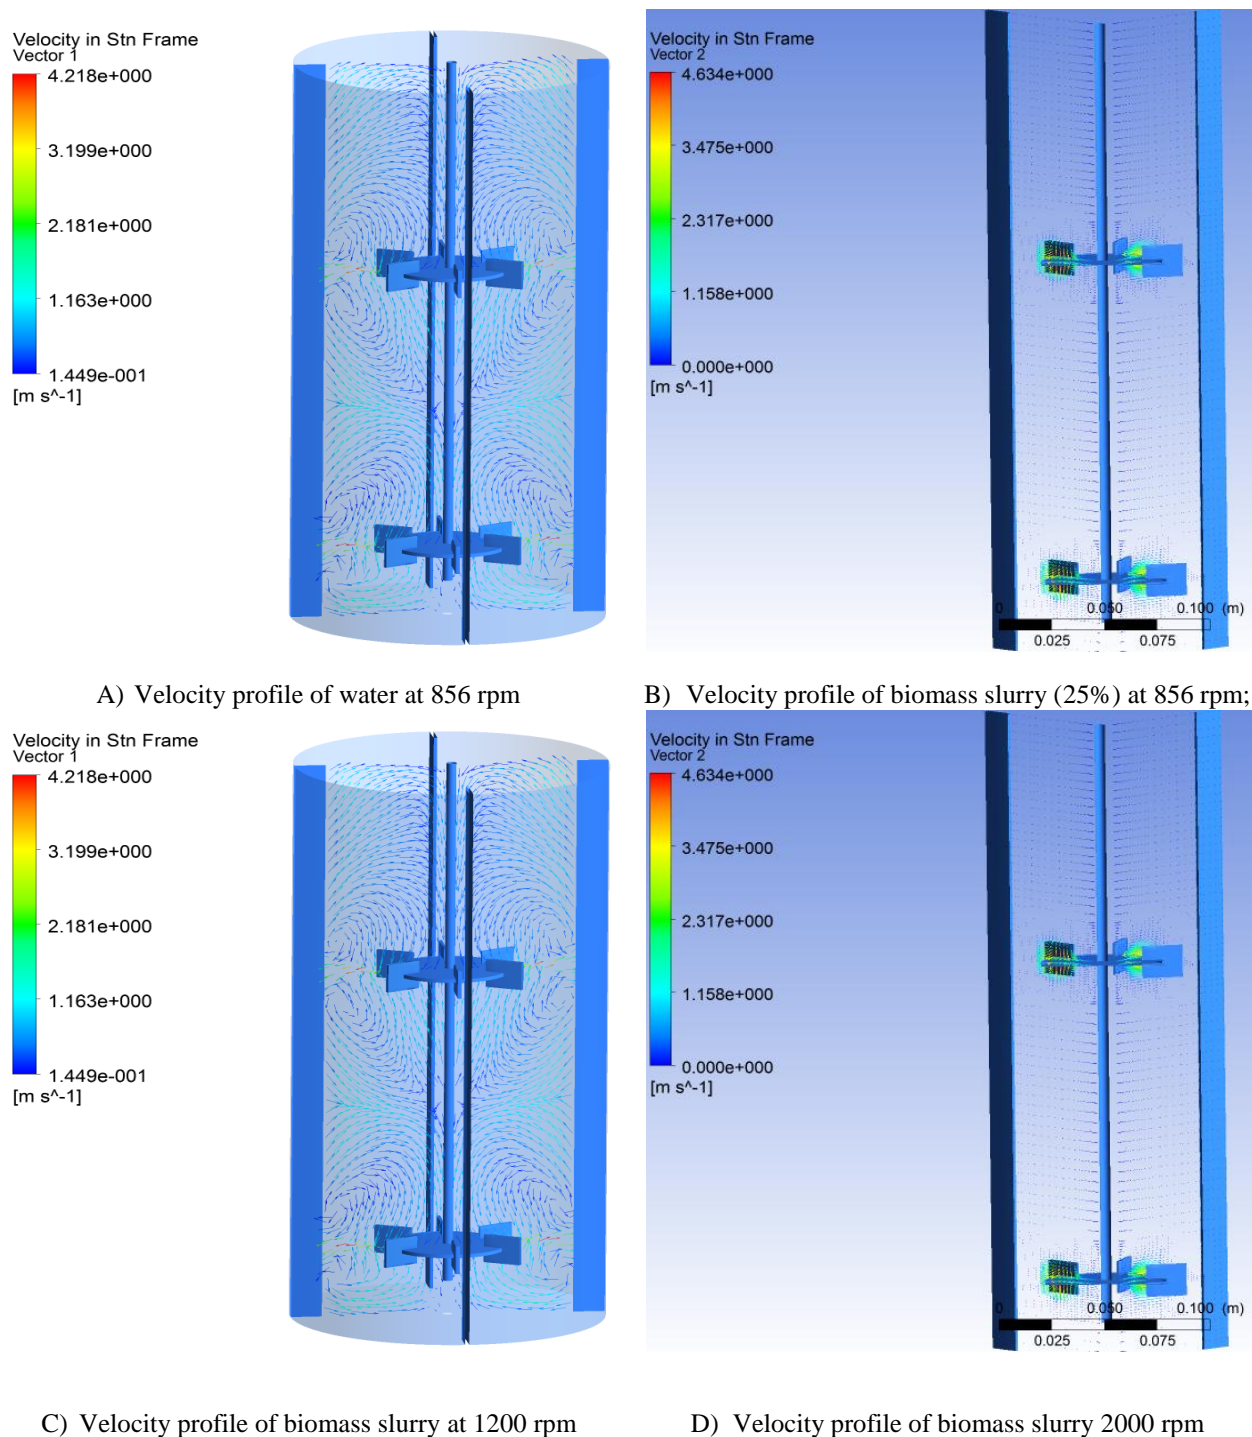 Velocity in Stn Frame
Vector 1
4.218e+000
3.199e+000
2.181e+000
1.163e+000
1.449e-001
[m s^-1]
Velocity in Stn Frame
Vector 2
4.634e+000
3.475e+000
2.317e+000
1.158e+000
0.000e+000
[m s^-1]
0 0.050 0.100 (m)
0.025 0.075
A) Velocity profile of water at 856 rpm
B) Velocity profile of biomass slurry (25%) at 856 rpm;
Velocity in Stn Frame
Vector 1
4.218e+000
3.199e+000
2.181e+000
1.163e+000
1.449e-001
[m s^-1]
Velocity in Stn Frame
Vector 2
4.634e+000
3.475e+000
2.317e+000
1.158e+000
0.000e+000
[m s^-1]
0 0.050 0.100 (m)
0.025 0.075
C) Velocity profile of biomass slurry at 1200 rpm
D) Velocity profile of biomass slurry 2000 rpm